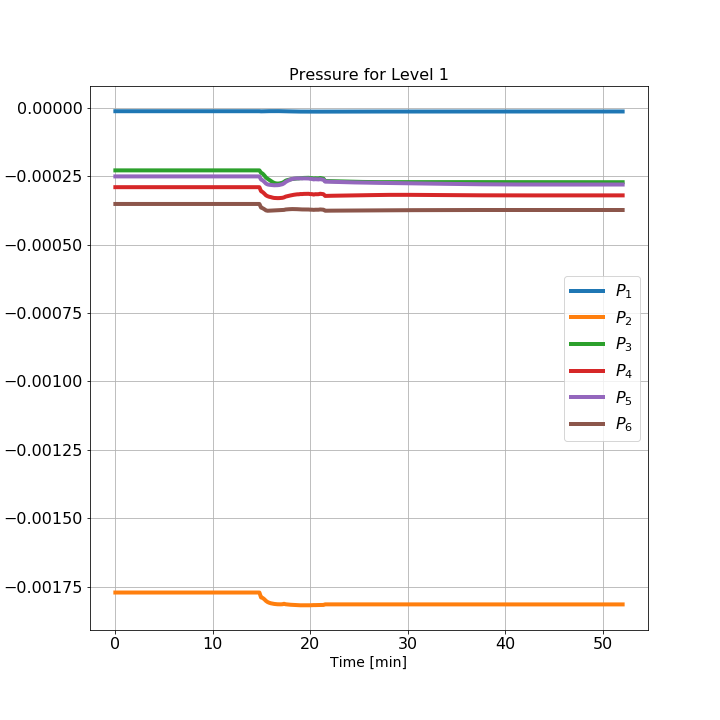 Pressure for Level 1
0.00000
−0.00025
−0.00050
−0.00075
−0.00100
−0.00125
−0.00150
−0.00175
P₁
P₂
P₃
P₄
P₅
P₆
0 10 20 30 40 50
Time [min]